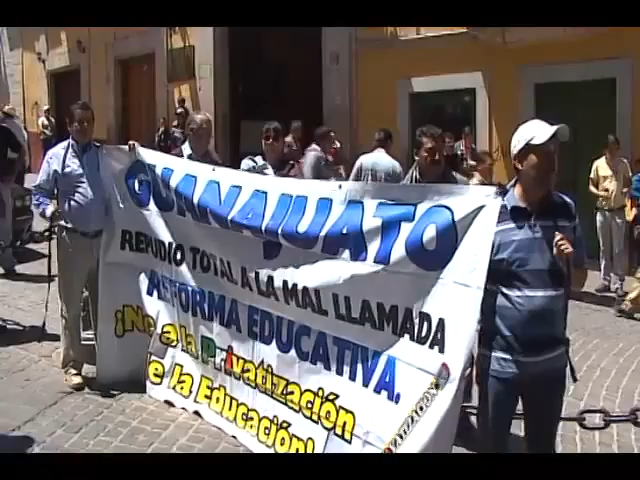 GUANAJUATO
REPUDIO TOTAL A LA MAL LLAMADA
REFORMA EDUCATIVA.
¡No a la Privatización
de la Educación!